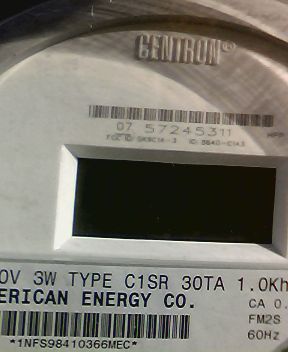 CENTRON®
07 57245311
0V 3W TYPE C1SR 30TA 1.0Kh
ERICAN ENERGY CO.
CA 0.
FM2S
60Hz
*1NFS98410366MEC*